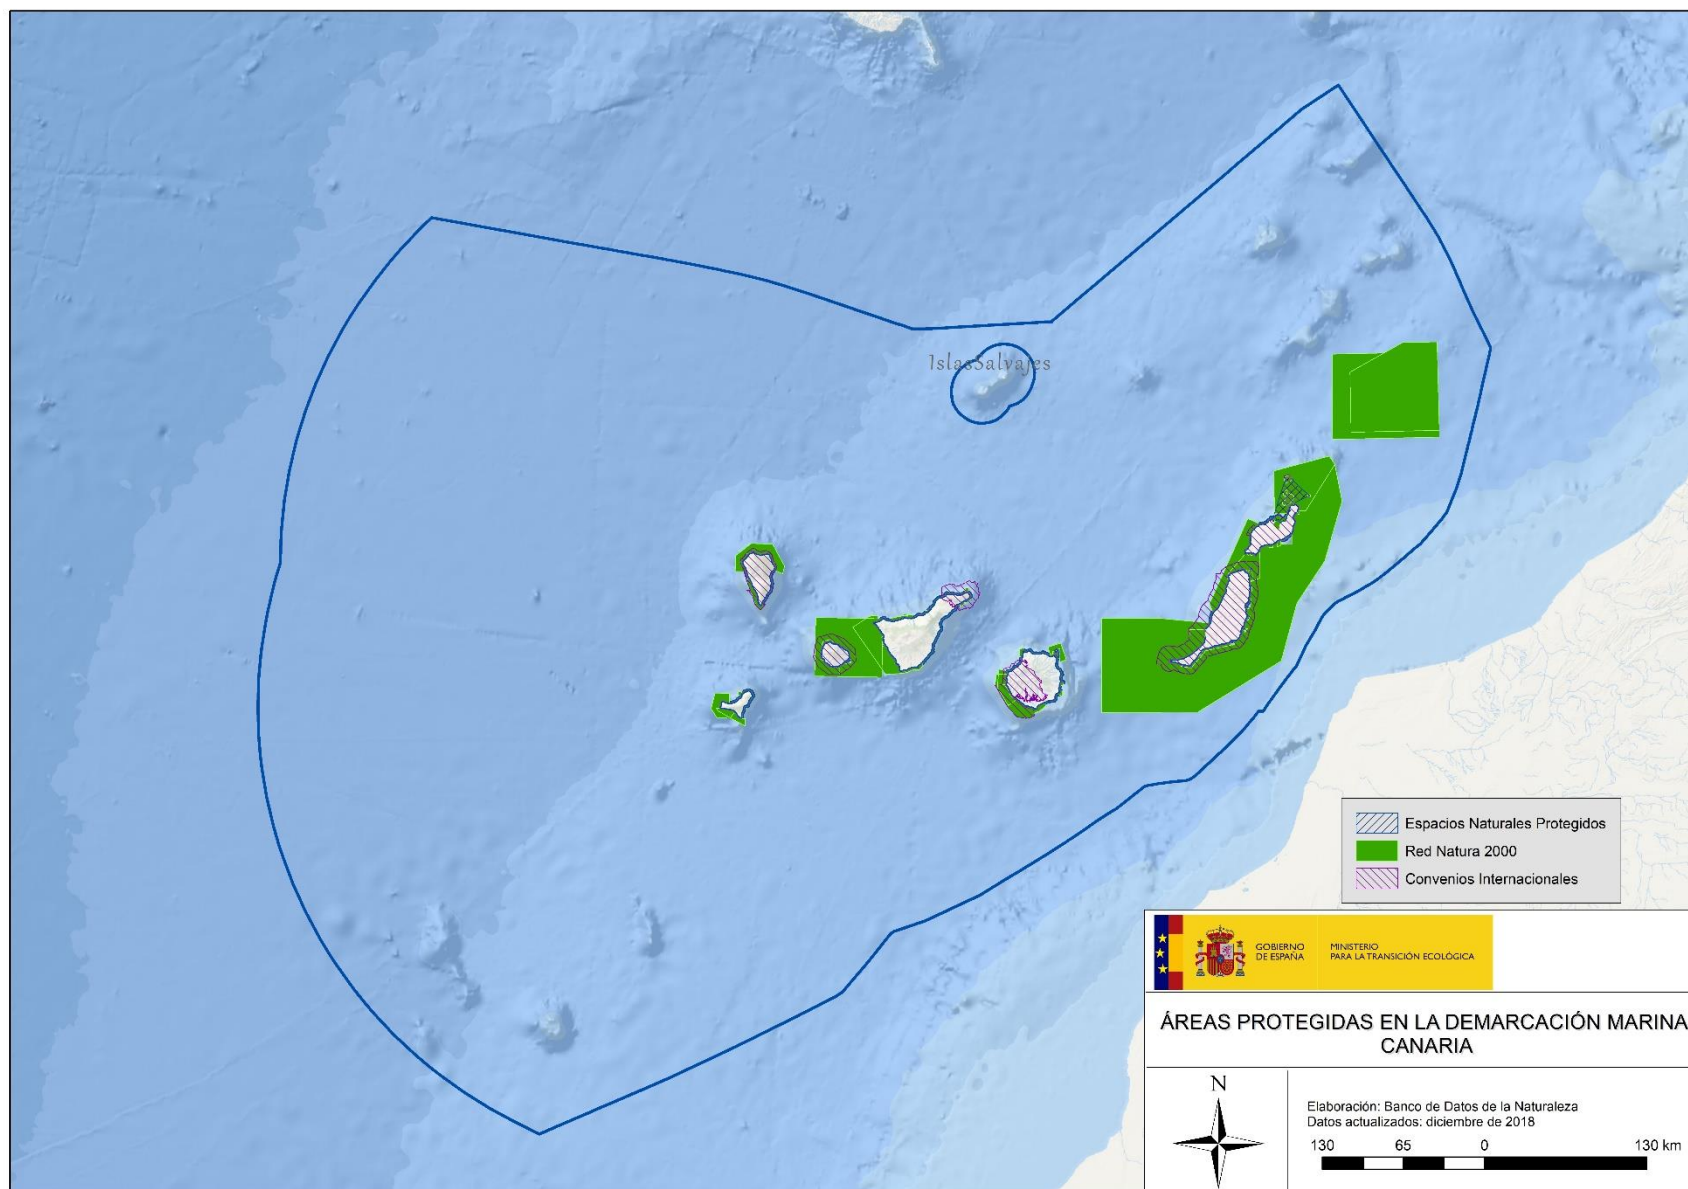 IslasSalvajes
Espacios Naturales Protegidos
Red Natura 2000
Convenios Internacionales
GOBIERNO
DE ESPAÑA
MINISTERIO
PARA LA TRANSICIÓN ECOLÓGICA
ÁREAS PROTEGIDAS EN LA DEMARCACIÓN MARINA
CANARIA
N
Elaboración: Banco de Datos de la Naturaleza
Datos actualizados: diciembre de 2018
130 65 0 130 km